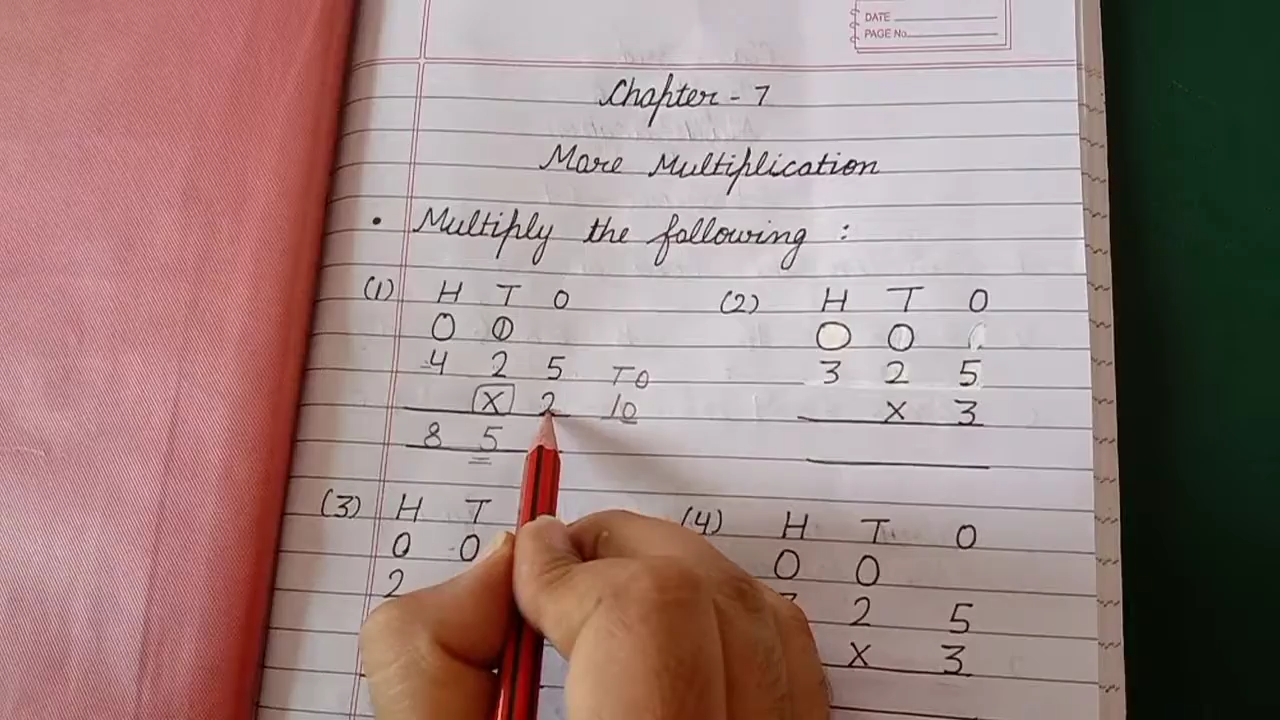 DATE
PAGE No.
Chapter - 7
More Multiplication
• Multiply the following :
(1) H T O (2) H T O
0 0 0 0
4 2 5 T O 3 2 5
x 2 10 x 3
8 5
(3) H T (4) H T O
0 0 0 0
2 2 5
x 3